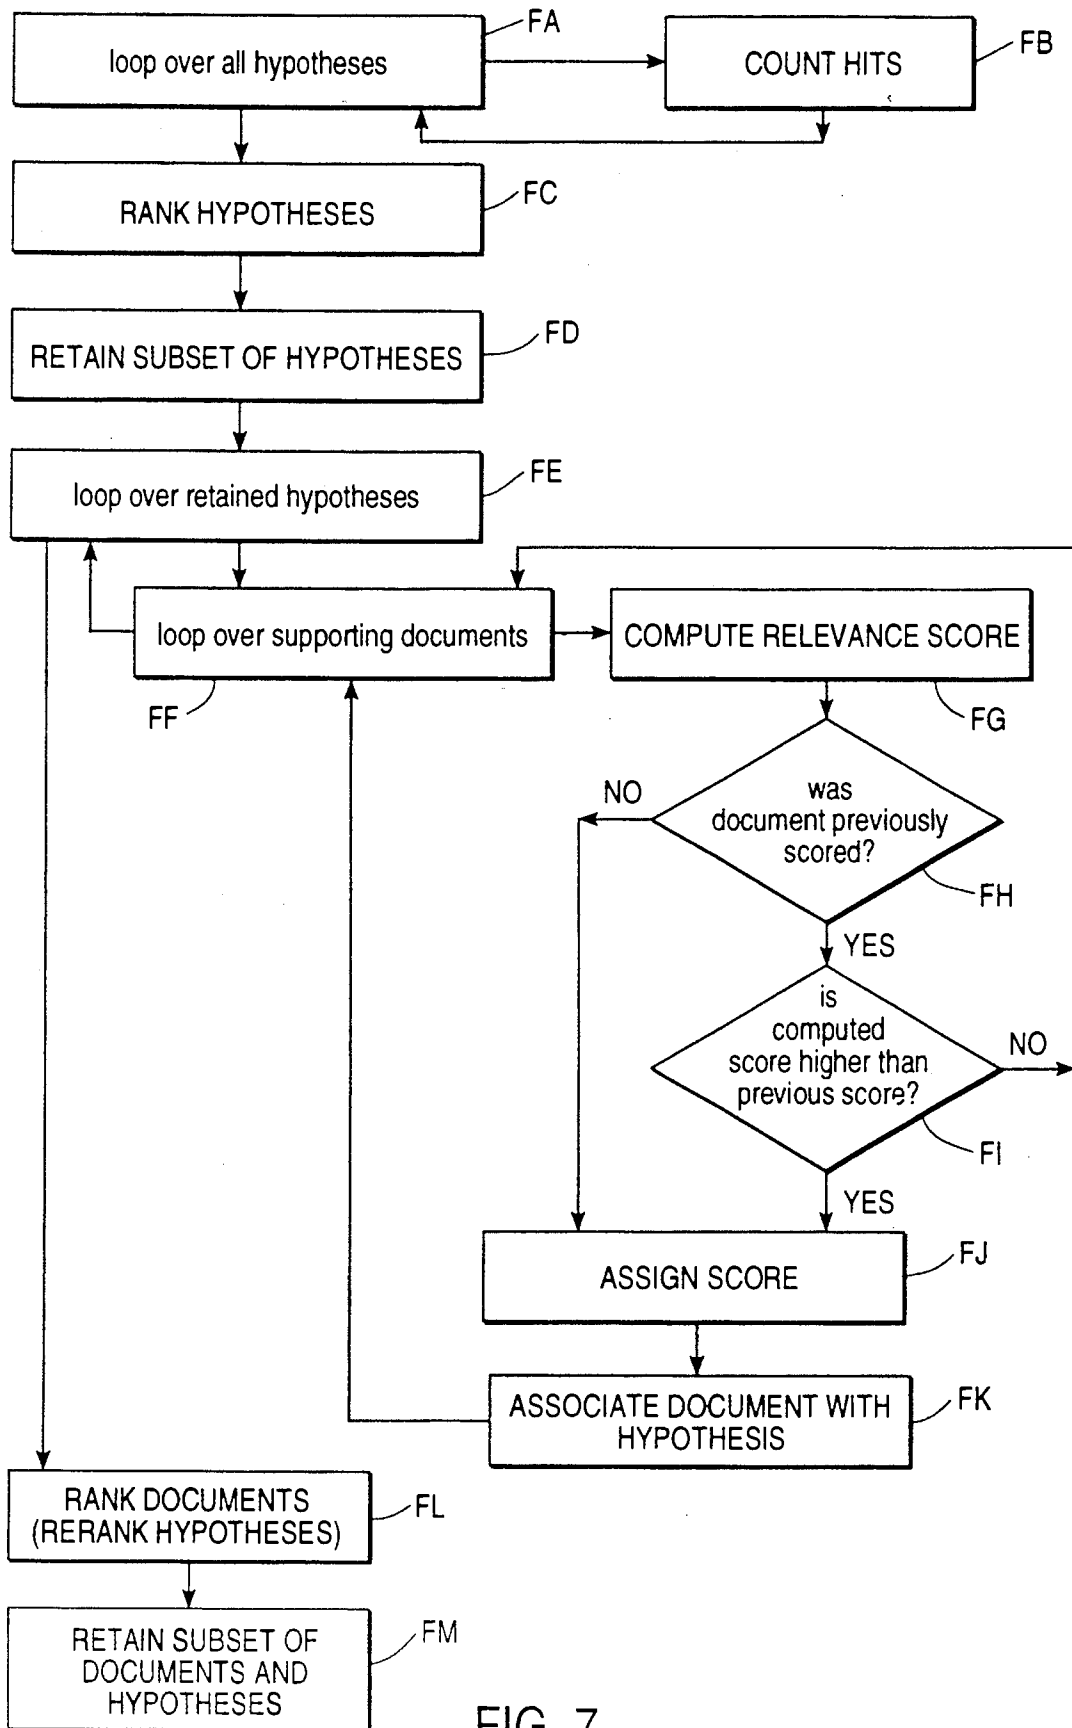 FA
loop over all hypotheses
COUNT HITS
FB
RANK HYPOTHESES
FC
RETAIN SUBSET OF HYPOTHESES
FD
loop over retained hypotheses
FE
loop over supporting documents
FF
COMPUTE RELEVANCE SCORE
FG
NO
was
document previously
scored?
FH
YES
is
computed
score higher than
previous score?
NO
FI
YES
ASSIGN SCORE
FJ
ASSOCIATE DOCUMENT WITH
HYPOTHESIS
FK
RANK DOCUMENTS
(RERANK HYPOTHESES)
FL
RETAIN SUBSET OF
DOCUMENTS AND
HYPOTHESES
FM
FIG. 7